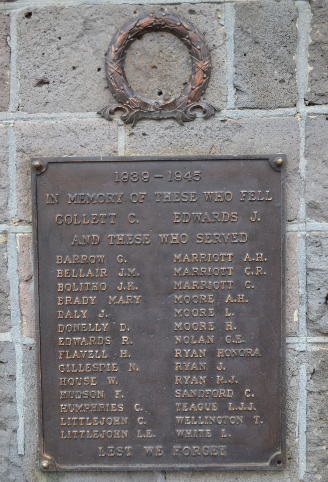 1939-1945
IN MEMORY OF THESE WHO FELL
COLLETT C. EDWARDS J.
AND THESE WHO SERVED
BARROW G. MARRIOTT A.H.
BELLAIR J.M. MARRIOTT C.R.
BOLITHO J.K. MARRIOTT G.
BRADY MARY MOORE A.H.
DALY J. MOORE L.
DONELLY D. MOORE H.
EDWARDS R. NOLAN G.E.
FLAVELL H. RYAN HONORA
GILLESPIE N. RYAN J.
HOUSE W. RYAN R.J.
HUDSON F. SANDFORD C.
HUMPHRIES C. TEAGUE L.J.J.
LITTLEJOHN C. WELLINGTON T.
LITTLEJOHN L.E. WHITE L.
LEST WE FORGET